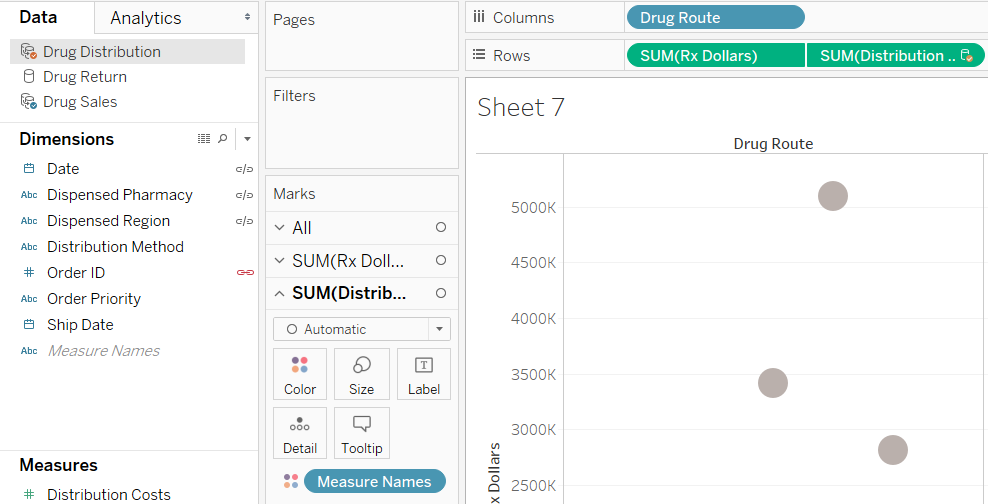 Data
Analytics
Drug Distribution
Drug Return
Drug Sales
Dimensions
Date
Dispensed Pharmacy
Dispensed Region
Distribution Method
Order ID
Order Priority
Ship Date
Measure Names
Measures
Distribution Costs
Pages
Filters
Marks
All
SUM(Rx Doll...
SUM(Distrib...
Automatic
Color
Size
Label
Detail
Tooltip
Measure Names
Columns
Drug Route
Rows
SUM(Rx Dollars)
SUM(Distribution ..
Sheet 7
Drug Route
5000K
4500K
4000K
3500K
3000K
2500K
x Dollars